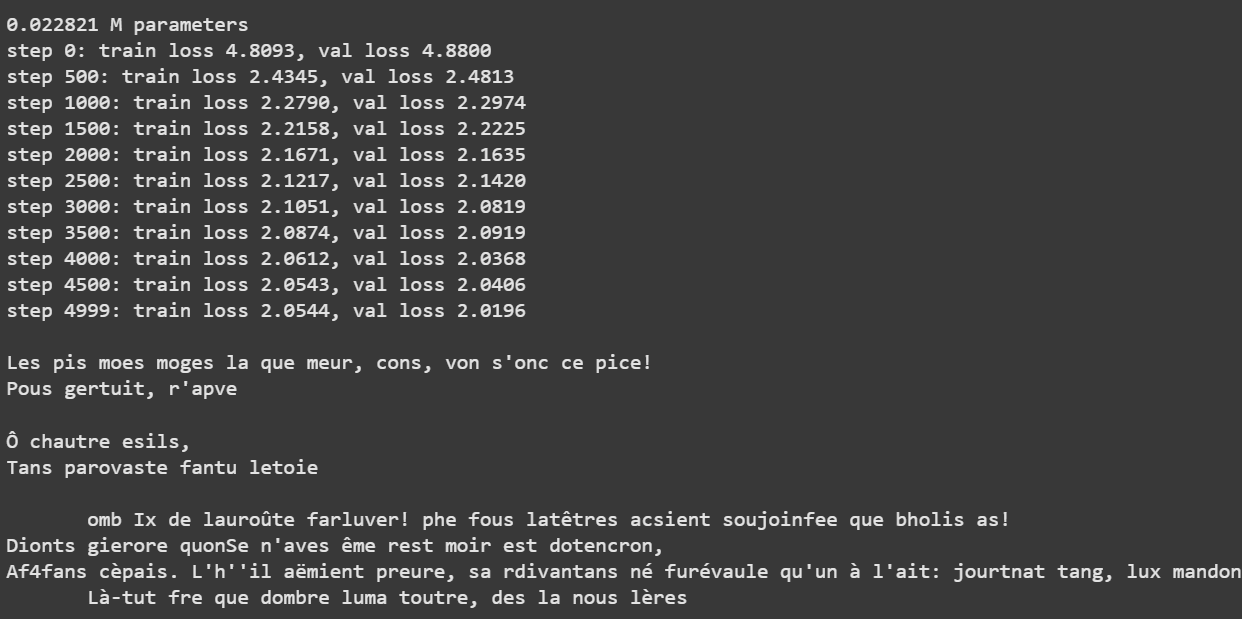 0.022821 M parameters
step 0: train loss 4.8093, val loss 4.8800
step 500: train loss 2.4345, val loss 2.4813
step 1000: train loss 2.2790, val loss 2.2974
step 1500: train loss 2.2158, val loss 2.2225
step 2000: train loss 2.1671, val loss 2.1635
step 2500: train loss 2.1217, val loss 2.1420
step 3000: train loss 2.1051, val loss 2.0819
step 3500: train loss 2.0874, val loss 2.0919
step 4000: train loss 2.0612, val loss 2.0368
step 4500: train loss 2.0543, val loss 2.0406
step 4999: train loss 2.0544, val loss 2.0196
Les pis moes moges la que meur, cons, von s'onc ce pice!
Pous gertuit, r'apve
Ô chautre esils,
Tans parovaste fantu letoie
omb Ix de lauroûte farluver! phe fous latêtres acsient soujoinfee que bholis as!
Dionts gierore quonSe n'aves ême rest moir est dotencron,
Af4fans cèpais. L'h''il aëmient preure, sa rdivantans né furévaule qu'un à l'ait: jourtnat tang, lux mandon
Là-tut fre que dombre luma toutre, des la nous lères